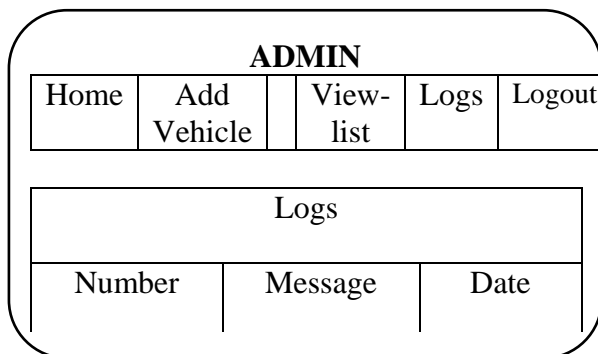 ADMIN
Home Add Vehicle View-list Logs Logout
Logs
Number Message Date